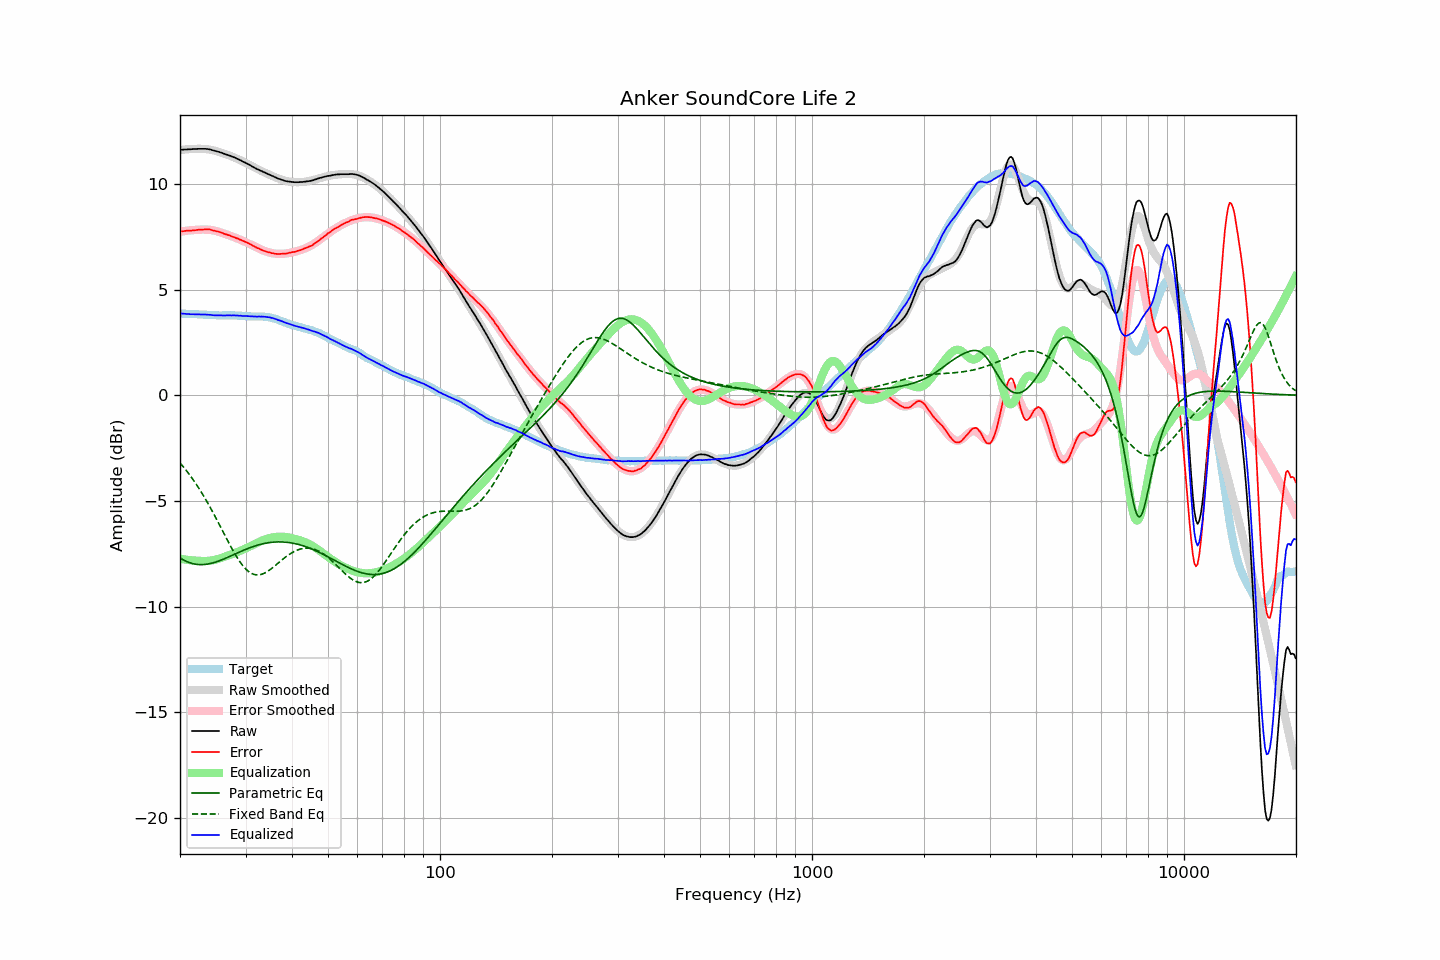 Anker SoundCore Life 2
10
5
0
−5
−10
−15
−20
Amplitude (dBr)
Target
Raw Smoothed
Error Smoothed
Raw
Error
Equalization
Parametric Eq
Fixed Band Eq
Equalized
100
1000
10000
Frequency (Hz)